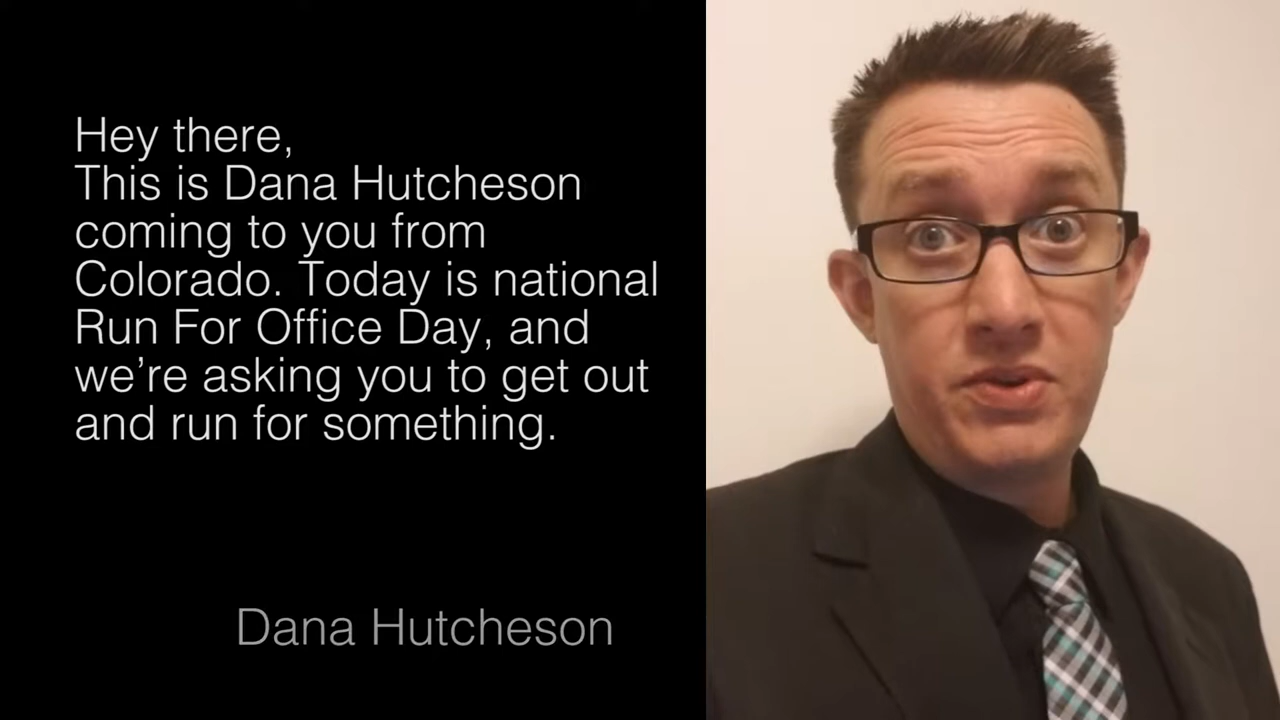 Hey there,
This is Dana Hutcheson
coming to you from
Colorado. Today is national
Run For Office Day, and
we’re asking you to get out
and run for something.
Dana Hutcheson